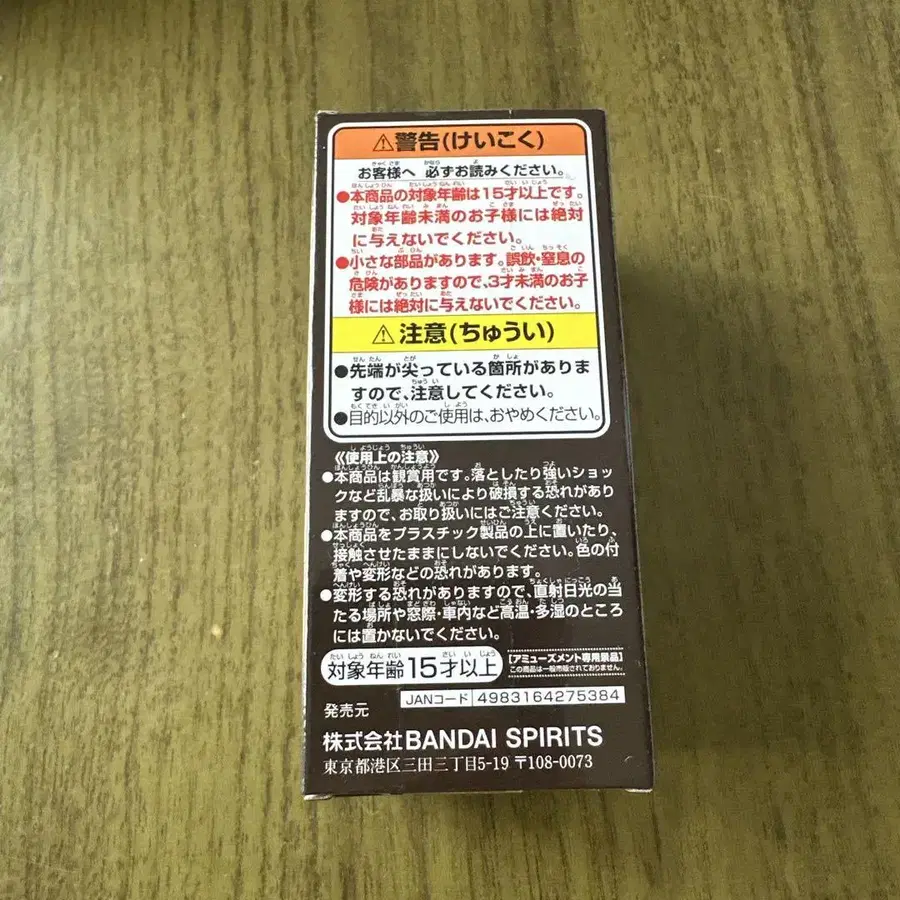 ⚠警告(けいこく)
お客様へ 必ずお読みください。
●本商品の対象年齢は15才以上です。
対象年齢未満のお子様には絶対
に与えないでください。
●小さな部品があります。誤飲・窒息の
危険がありますので、3才未満のお子
様には絶対に与えないでください。
⚠注意(ちゅうい)
●先端が尖っている箇所がありま
すので、注意してください。
●目的以外のご使用は、おやめください。
《使用上の注意》
●本商品は観賞用です。落としたり強いショッ
クなど乱暴な扱いにより破損する恐れがあり
ますので、お取り扱いにはご注意ください。
●本商品をプラスチック製品の上に置いたり、
接触させたままにしないでください。色の付
着や変形などの恐れがあります。
●変形する恐れがありますので、直射日光の当
たる場所や窓際・車内など高温・多湿のところ
には置かないでください。
対象年齢 15才以上
[アミューズメント専用景品]
この商品は一般市販されておりません。
JANコード 4983164275384
発売元
株式会社BANDAI SPIRITS
東京都港区三田三丁目5-19 〒108-0073